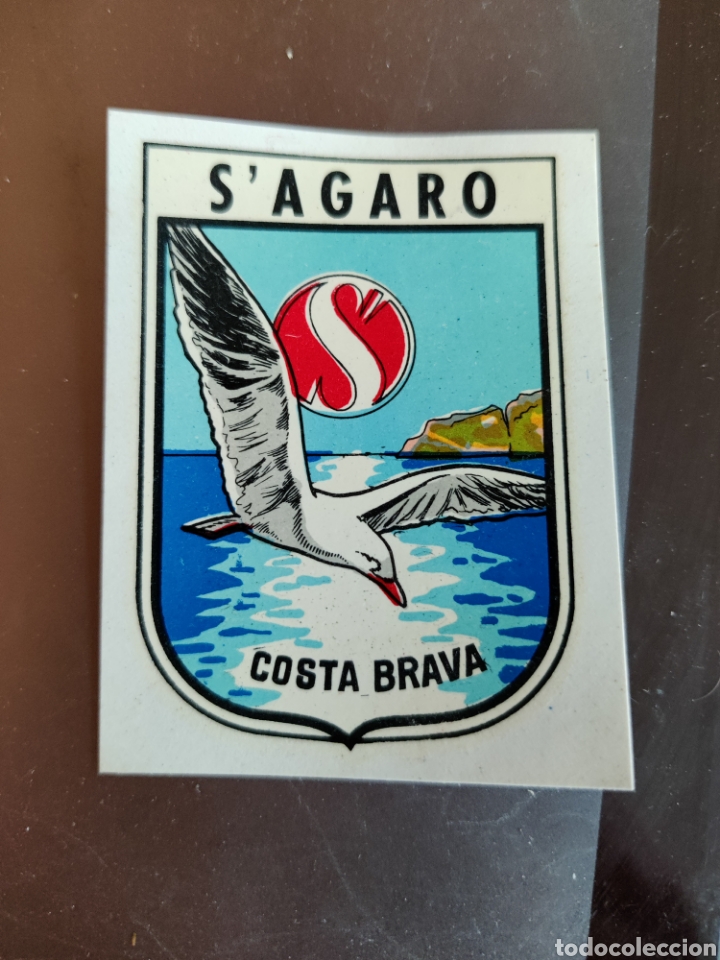 S'AGARO
S'
COSTA BRAVA
todocoleccion